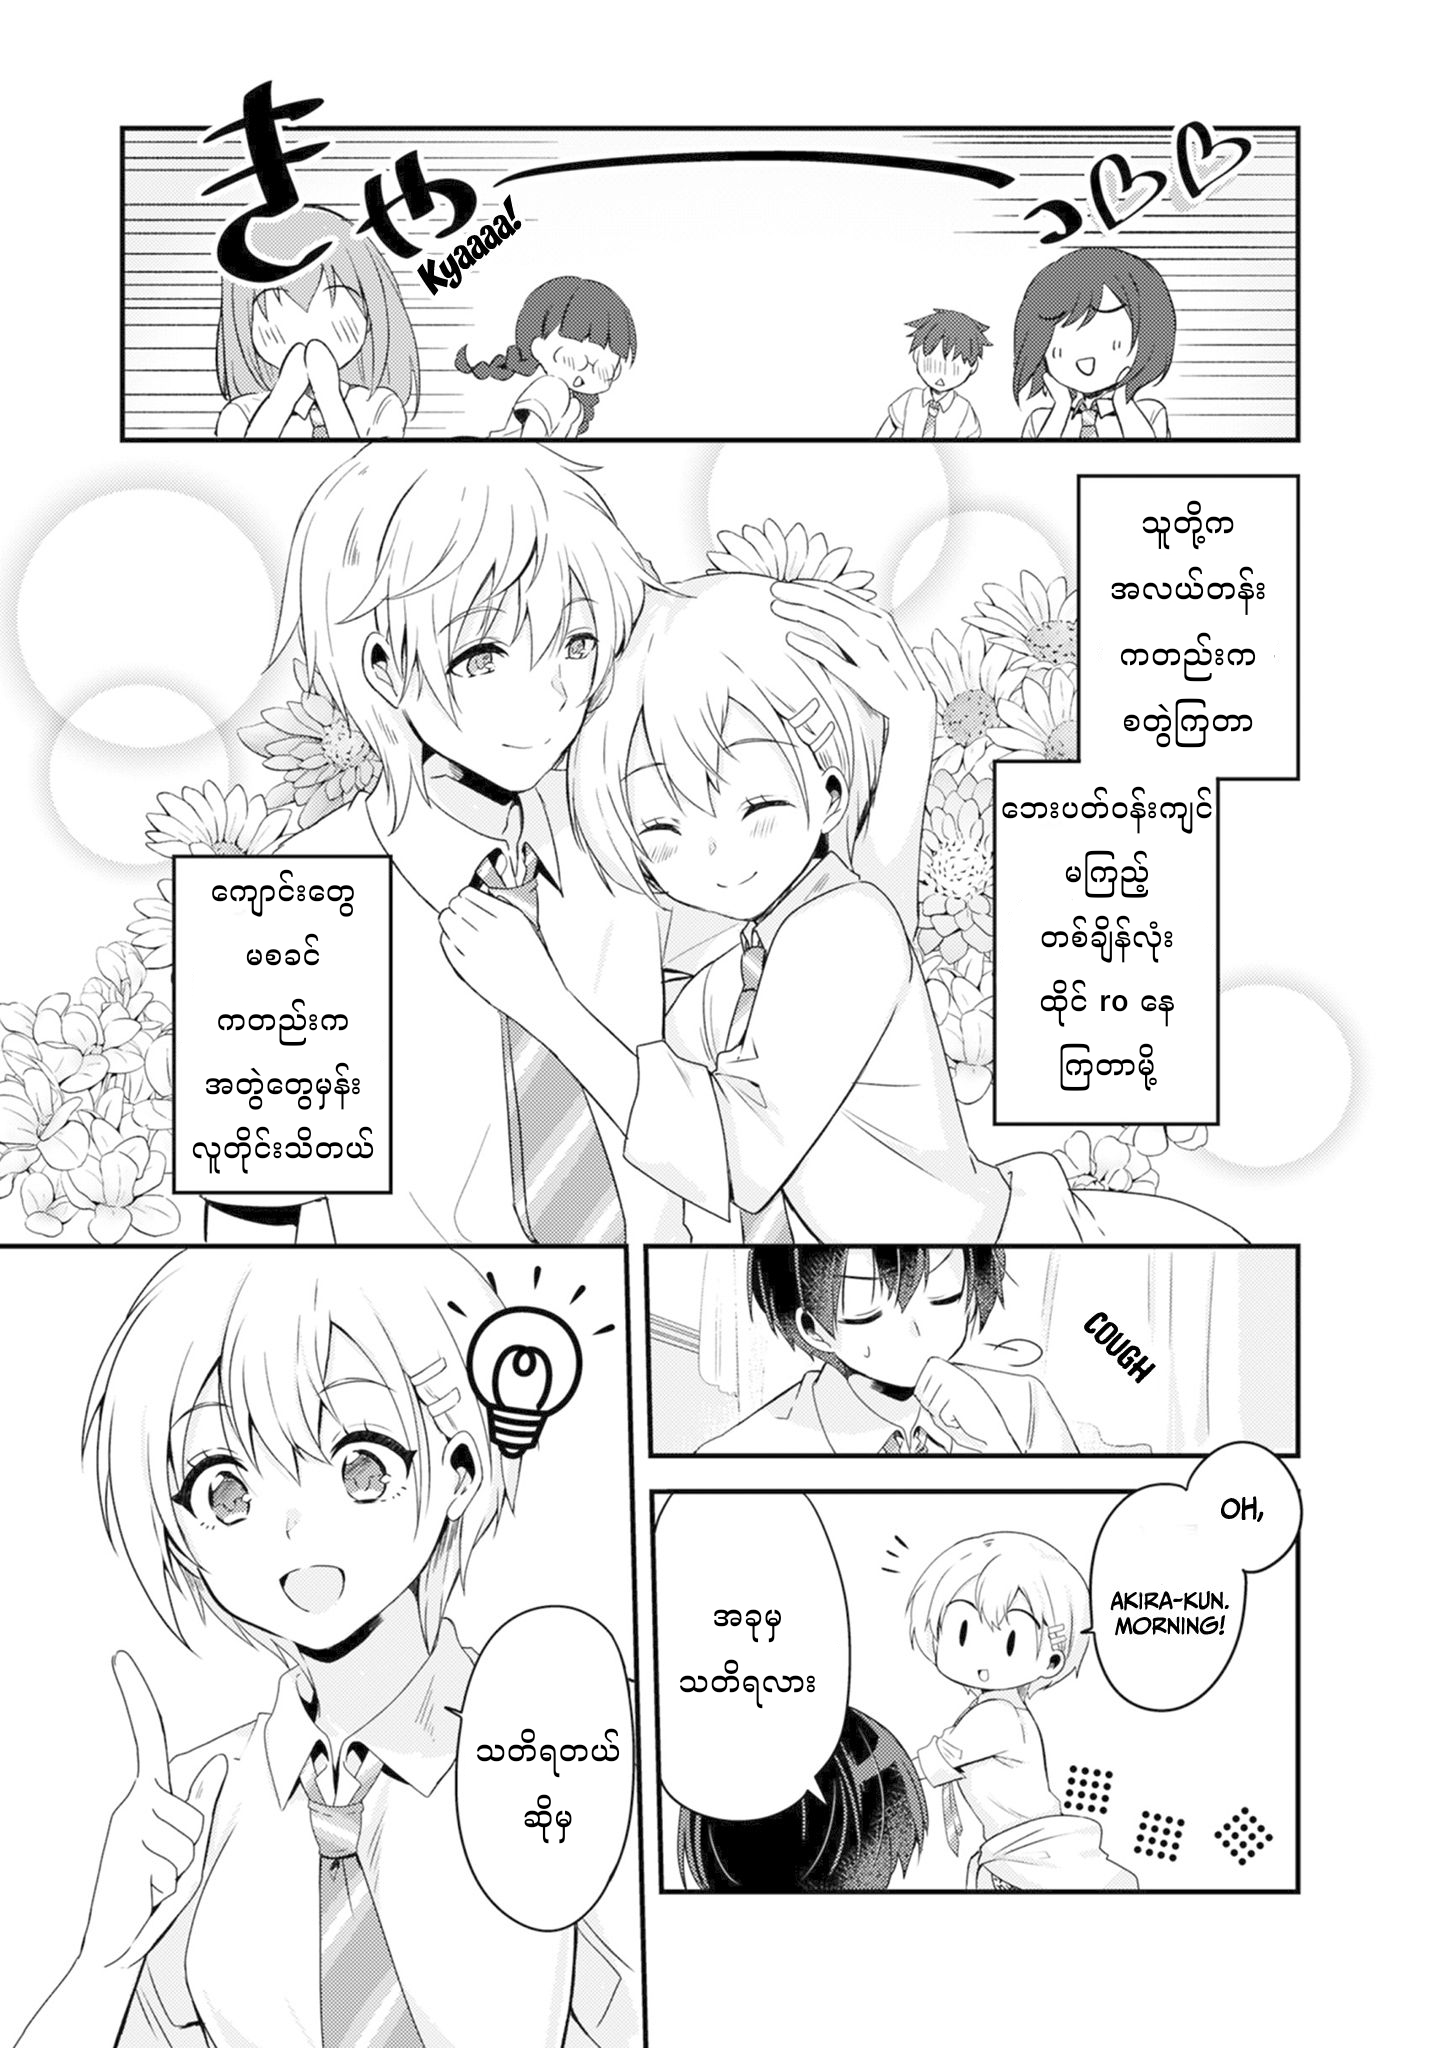 きゃーっ
Kyaaaa!
သူတို့က
အလယ်တန်း
ကတည်းက
စတွဲကြတာ
ဘေးပတ်ဝန်းကျင်
မကြည့်
တစ်ချိန်လုံး
ထိုင် ro နေ
ကြတာမို့
ကျောင်းတွေ
မစခင်
ကတည်းက
အတွဲတွေမှန်း
လူတိုင်းသိတယ်
COUGH
OH,
AKIRA-KUN.
MORNING!
အခုမှ
သတိရလား
သတိရတယ်
ဆိုမှ